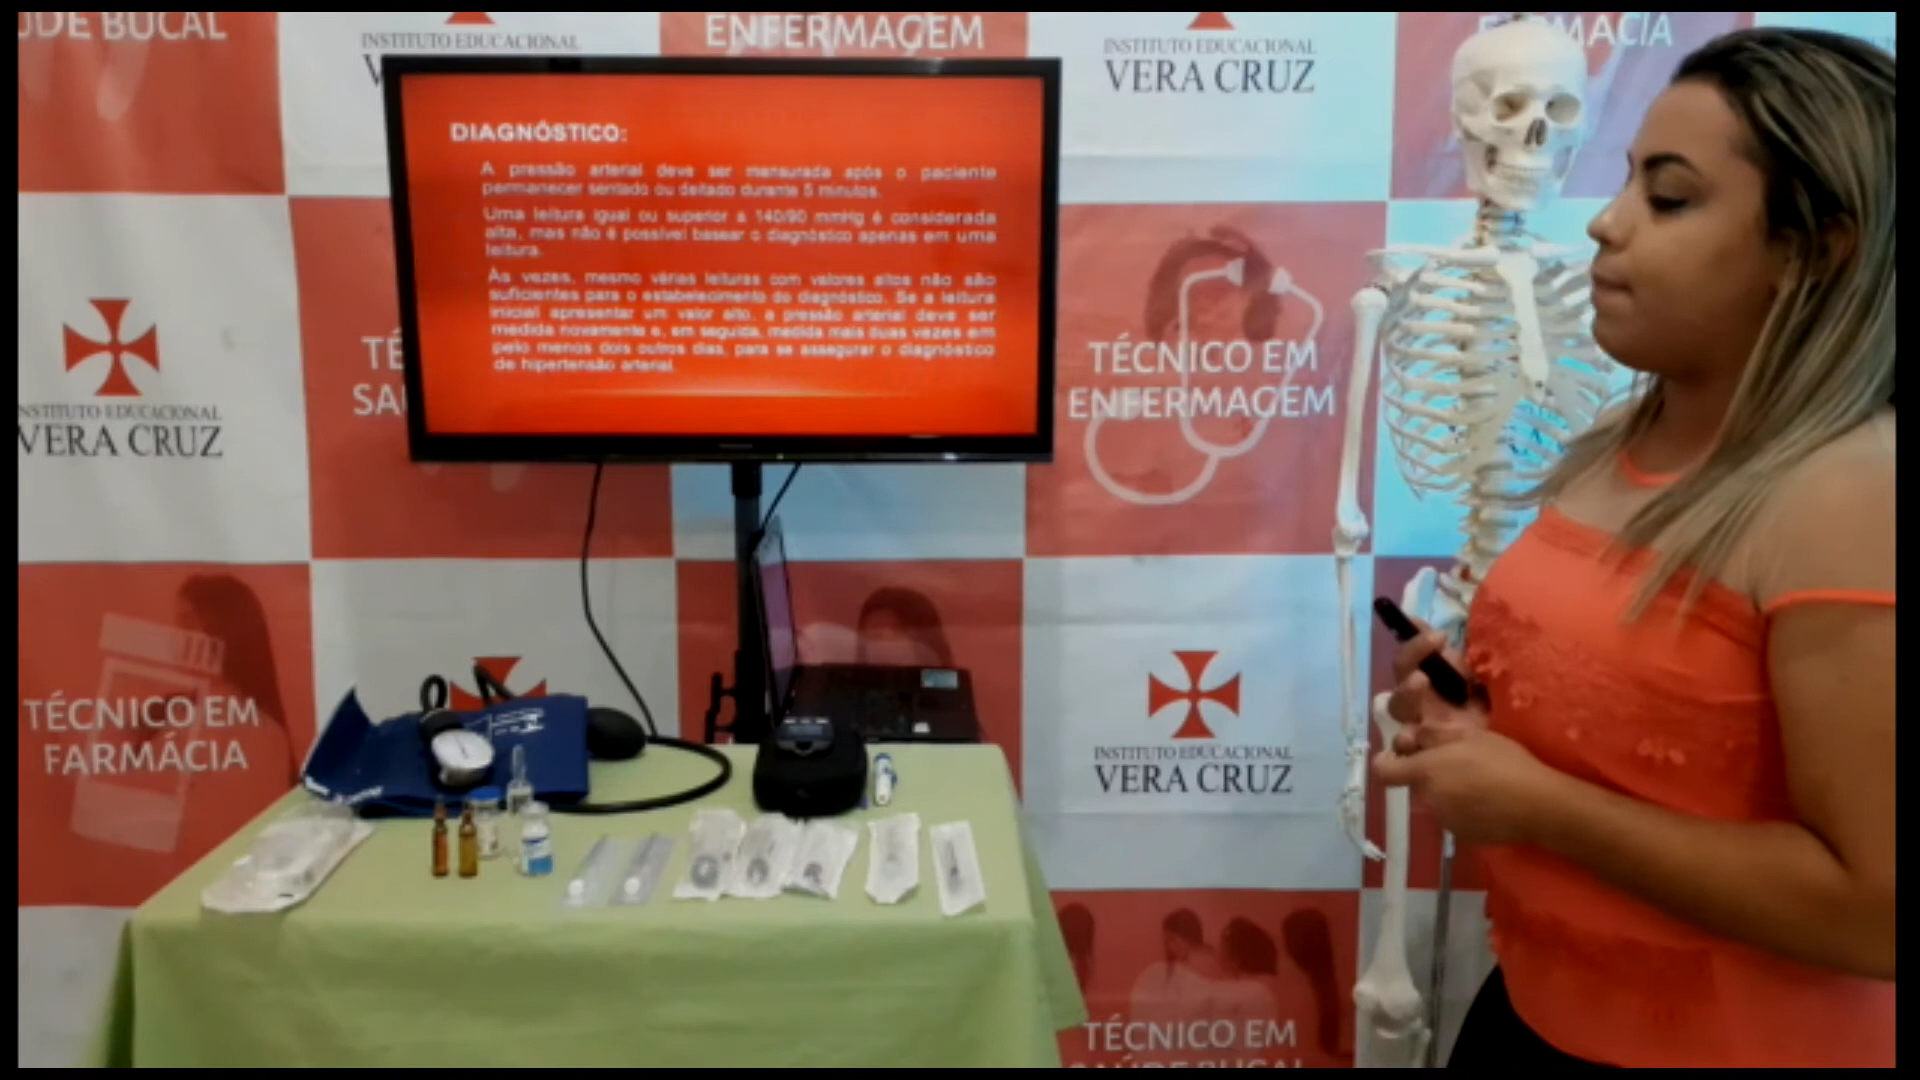 ÚDE BUCAL
INSTITUTO EDUCACIONAL
V
ENFERMAGEM
INSTITUTO EDUCACIONAL
VERA CRUZ
FARMÁCIA
DIAGNÓSTICO:
A pressão arterial deve ser mensurada após o paciente
permanecer sentado ou deitado durante 5 minutos.
Uma leitura igual ou superior a 140/90 mmHg é considerada
alta, mas não é possível basear o diagnóstico apenas em uma
leitura.
Às vezes, mesmo várias leituras com valores altos não são
suficientes para o estabelecimento do diagnóstico. Se a leitura
inicial apresentar um valor alto, a pressão arterial deve ser
medida novamente e, em seguida, medida mais duas vezes em
pelo menos dois outros dias, para se assegurar o diagnóstico
de hipertensão arterial.
INSTITUTO EDUCACIONAL
VERA CRUZ
TÉ
SA
TÉCNICO EM
ENFERMAGEM
TÉCNICO EM
FARMÁCIA
INSTITUTO EDUCACIONAL
VERA CRUZ
TÉCNICO EM
SAÚDE BUCAL